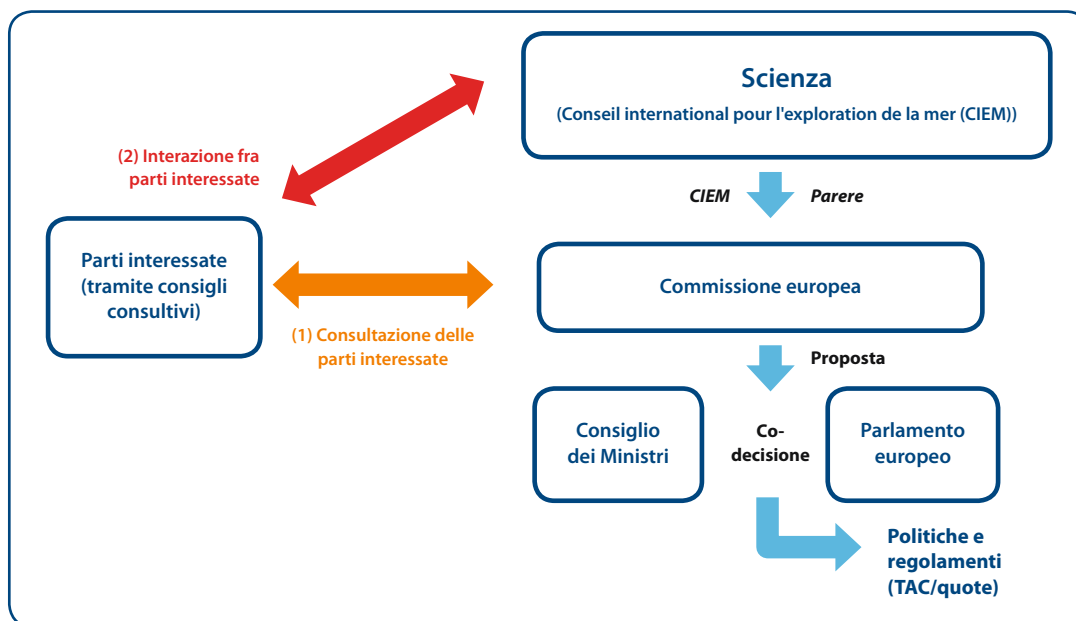 Scienza
(Conseil international pour l'exploration de la mer (CIEM))
(2) Interazione fra
parti interessate
CIEM
Parere
Parti interessate
(tramite consigli
consultivi)
Commissione europea
(1) Consultazione delle
parti interessate
Proposta
Consiglio
dei Ministri
Co-
decisione
Parlamento
europeo
Politiche e
regolamenti
(TAC/quote)